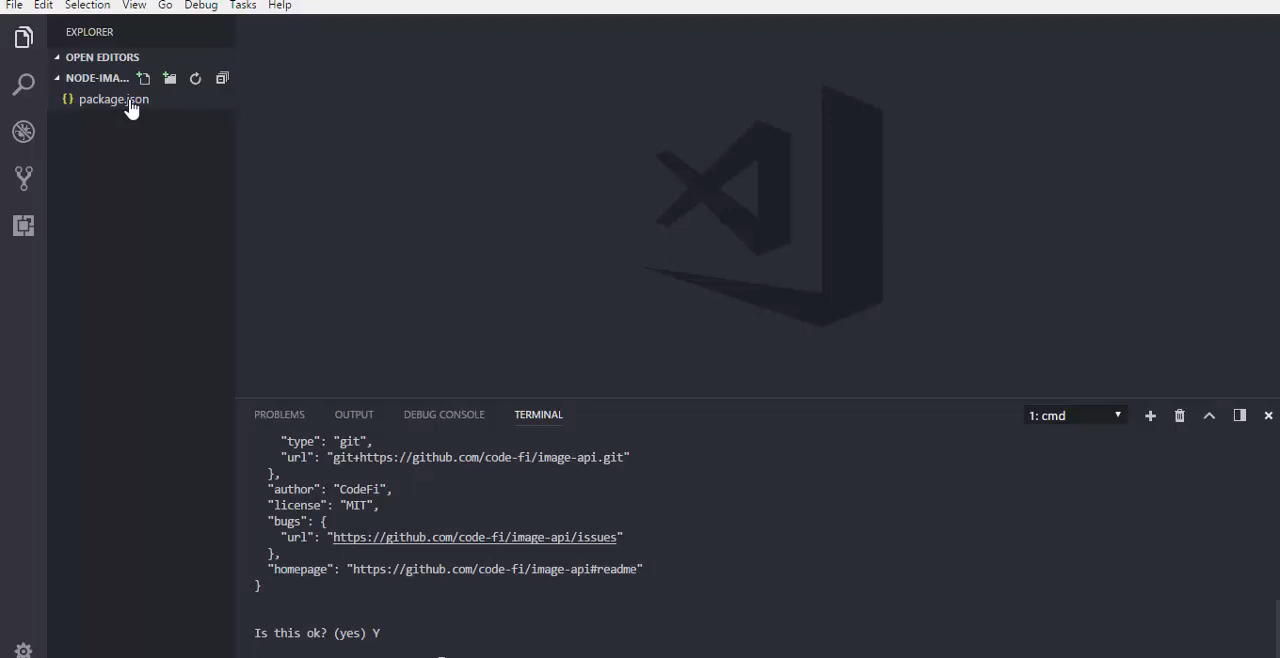 File Edit Selection View Go Debug Tasks Help
EXPLORER
OPEN EDITORS
NODE-IMA...
{} package.json
PROBLEMS OUTPUT DEBUG CONSOLE TERMINAL 1: cmd
"type": "git",
"url": "git+https://github.com/code-fi/image-api.git"
},
"author": "CodeFi",
"license": "MIT",
"bugs": {
"url": "https://github.com/code-fi/image-api/issues"
},
"homepage": "https://github.com/code-fi/image-api#readme"
}
Is this ok? (yes) Y